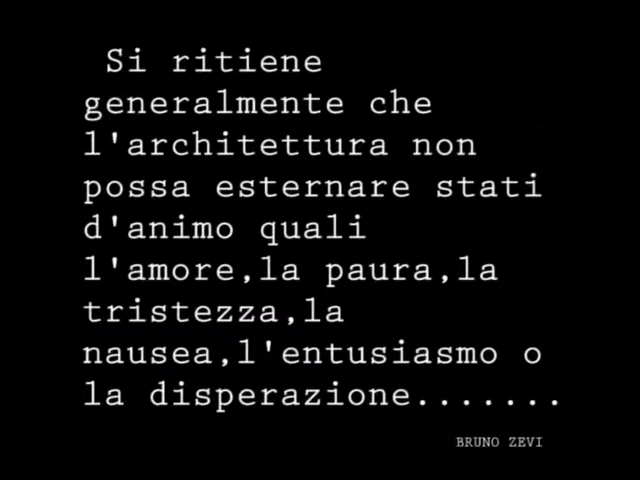 Si ritiene
generalmente che
l'architettura non
possa esternare stati
d'animo quali
l'amore,la paura,la
tristezza,la
nausea,l'entusiasmo o
la disperazione.......
BRUNO ZEVI